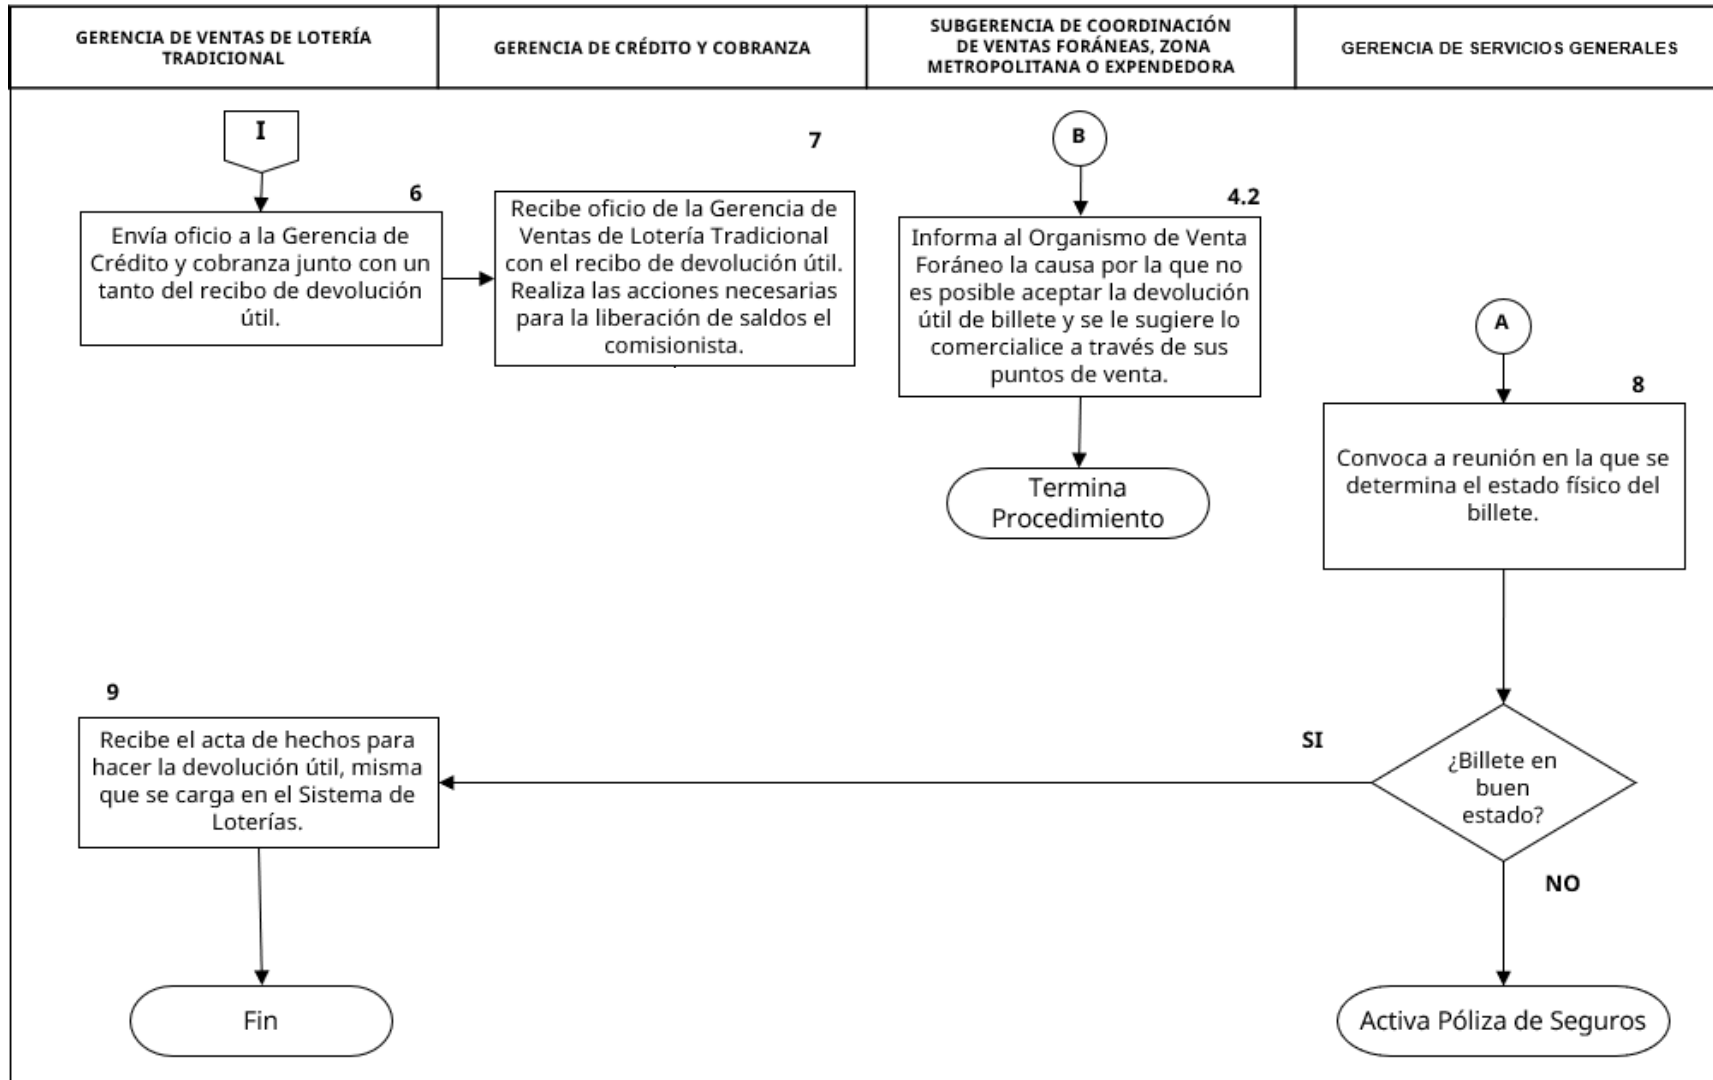 GERENCIA DE VENTAS DE LOTERÍA
TRADICIONAL
GERENCIA DE CRÉDITO Y COBRANZA
SUBGERENCIA DE COORDINACIÓN
DE VENTAS FORÁNEAS, ZONA
METROPOLITANA O EXPENDEDORA
GERENCIA DE SERVICIOS GENERALES
I
6
Envía oficio a la Gerencia de
Crédito y cobranza junto con un
tanto del recibo de devolución
útil.
7
Recibe oficio de la Gerencia de
Ventas de Lotería Tradicional
con el recibo de devolución útil.
Realiza las acciones necesarias
para la liberación de saldos el
comisionista.
B
4.2
Informa al Organismo de Venta
Foráneo la causa por la que no
es posible aceptar la devolución
útil de billete y se le sugiere lo
comercialice a través de sus
puntos de venta.
Termina
Procedimiento
A
8
Convoca a reunión en la que se
determina el estado físico del
billete.
¿Billete en
buen
estado?
SI
NO
9
Recibe el acta de hechos para
hacer la devolución útil, misma
que se carga en el Sistema de
Loterías.
Fin
Activa Póliza de Seguros